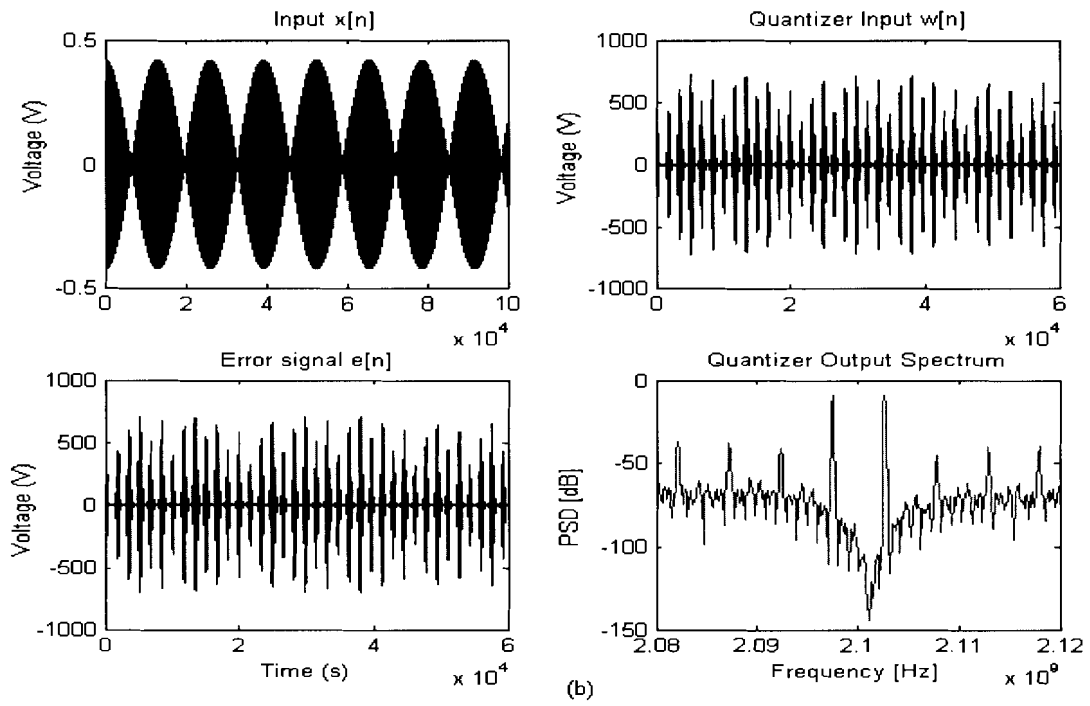 Input x[n]
0.5
0
-0.5
Voltage (V)
0 2 4 6 8 10
x 10^4
Quantizer Input w[n]
1000
500
0
-500
-1000
Voltage (V)
0 2 4 6
x 10^4
Error signal e[n]
1000
500
0
-500
-1000
Voltage (V)
0 2 4 6
Time (s)
x 10^4
Quantizer Output Spectrum
0
-50
-100
-150
PSD [dB]
2.08 2.09 2.1 2.11 2.12
Frequency [Hz]
x 10^9
(b)